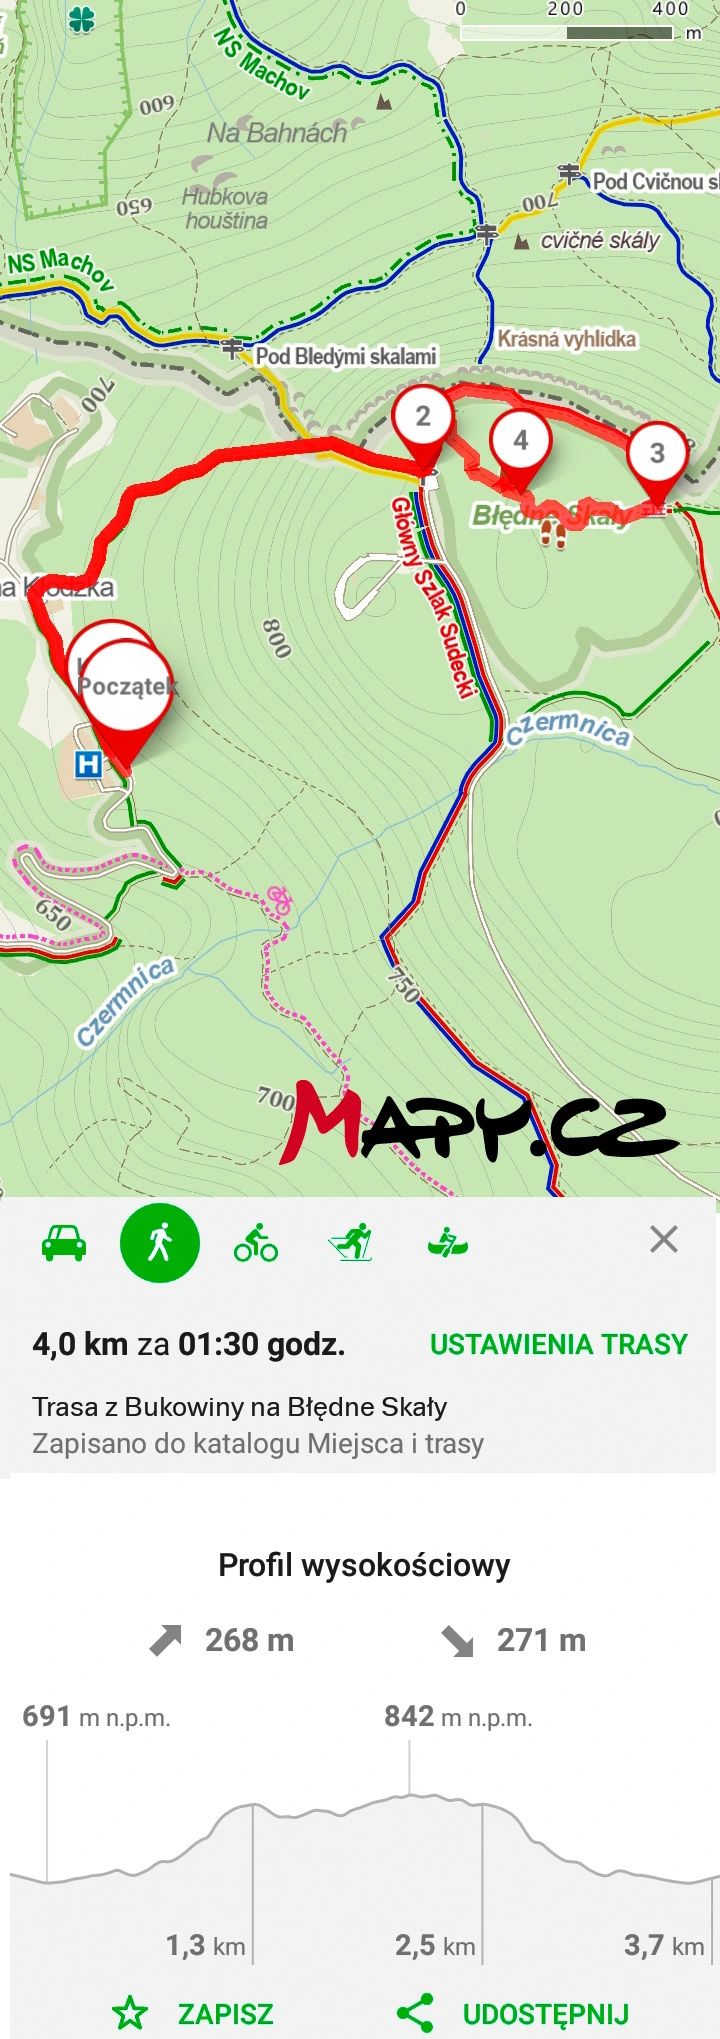 0 200 400
m
NS Machov
600
Na Bahnách
650
Hubkova
houština
700
Pod Cvičnou
cvičné skály
NS Machov
Krásná vyhlídka
Pod Bledými skalami
700
2
4
3
Błędne Skały
Główny Szlak Sudecki
Kłodzka
800
Początek
H
Czermnica
650
Czermnica
750
700
MAPY.CZ
4,0 km za 01:30 godz.
USTAWIENIA TRASY
Trasa z Bukowiny na Błędne Skały
Zapisano do katalogu Miejsca i trasy
Profil wysokościowy
268 m
271 m
691 m n.p.m.
842 m n.p.m.
1,3 km
2,5 km
3,7 km
ZAPISZ
UDOSTĘPNIJ